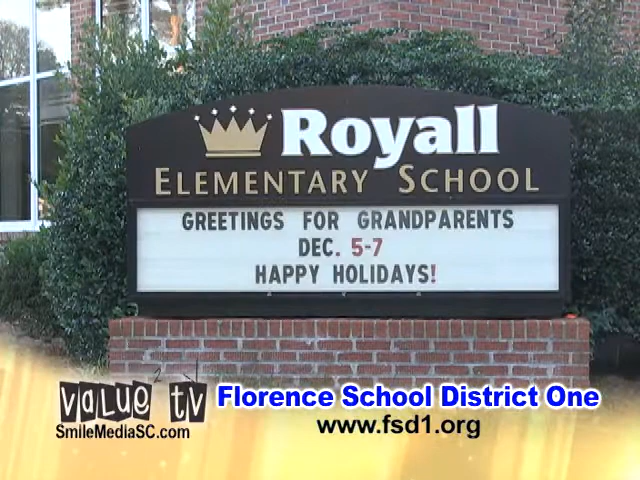 Royall
ELEMENTARY SCHOOL
GREETINGS FOR GRANDPARENTS
DEC. 5-7
HAPPY HOLIDAYS!
value tv
Florence School District One
SmileMediaSC.com
www.fsd1.org